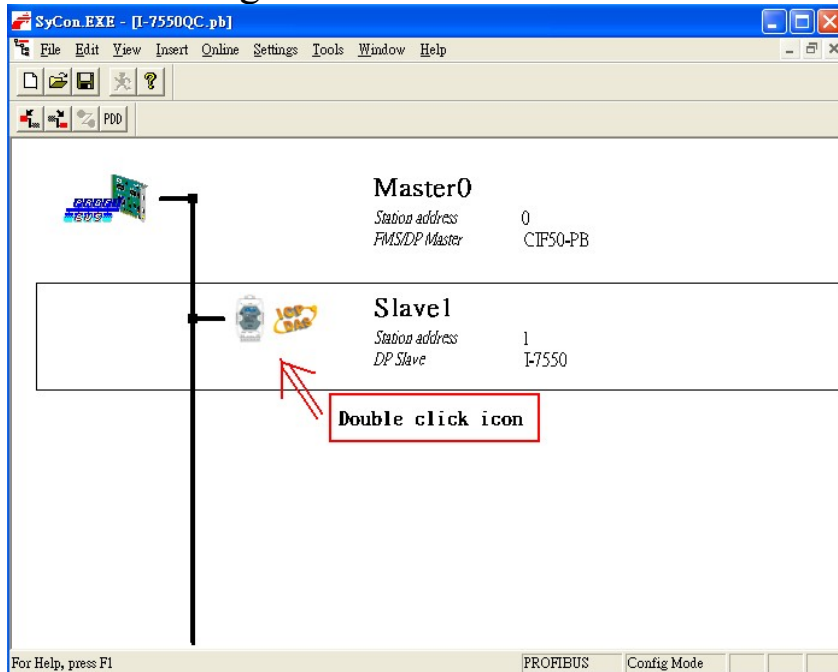 SyCon.EXE - [I-7550QC.pb]
File Edit View Insert Online Settings Tools Window Help
PDD
Master0
Station address 0
FMS/DP Master CIF50-PB
ICP
DAS
Slave1
Station address 1
DP Slave I-7550
Double click icon
For Help, press F1 PROFIBUS Config Mode